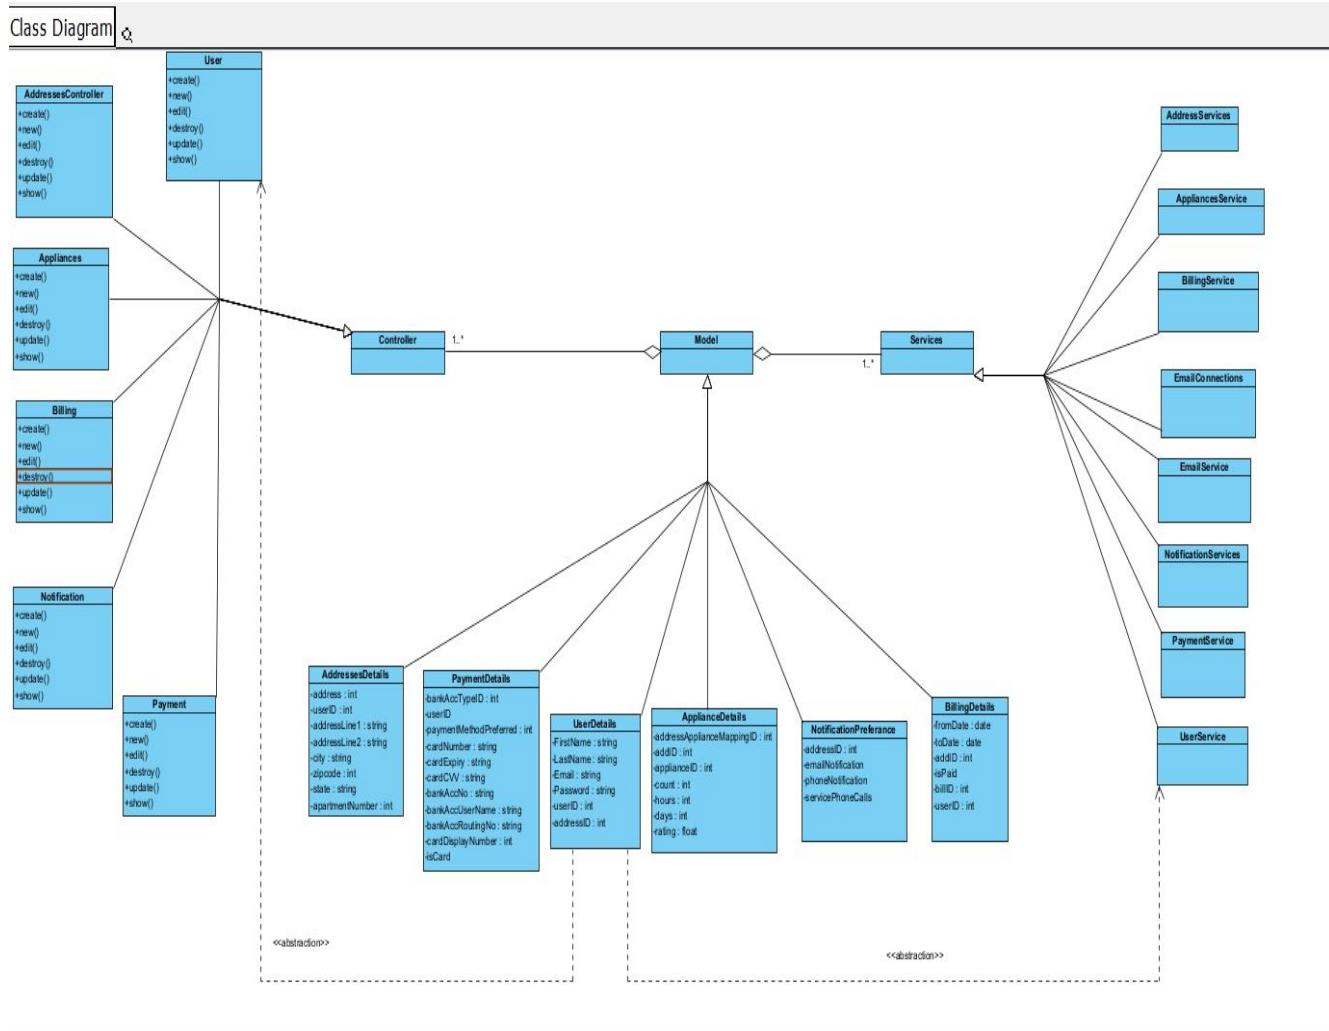 Class Diagram
User
+create()
+new()
+edit()
+destroy()
+update()
+show()
AddressesController
+create()
+new()
+edit()
+destroy()
+update()
+show()
Appliances
+create()
+new()
+edit()
+destroy()
+update()
+show()
Billing
+create()
+new()
+edit()
+destroy()
+update()
+show()
Notification
+create()
+new()
+edit()
+destroy()
+update()
+show()
Payment
+create()
+new()
+edit()
+destroy()
+update()
+show()
Controller
1..*
Model
Services
1..*
AddressServices
AppliancesService
BillingService
EmailConnections
EmailService
NotificationServices
PaymentService
UserService
AddressesDetails
-address : int
-userID : int
-addressLine1 : string
-addressLine2 : string
-city : string
-zipcode : int
-state : string
-apartmentNumber : int
PaymentDetails
-bankAccTypeID : int
-userID
-paymentMethodPreferred : int
-cardNumber : string
-cardExpiry : string
-cardCVV : string
-bankAccNo : string
-bankAccUserName : string
-bankAccRoutingNo : string
-cardDisplayNumber : int
-isCard
UserDetails
-FirstName : string
-LastName : string
-Email : string
-Password : string
-userID : int
-addressID : int
ApplianceDetails
-addressApplianceMappingID : int
-addID : int
-applianceID : int
-count : int
-hours : int
-days : int
-rating : float
NotificationPreferance
-addressID : int
-emailNotification
-phoneNotification
-servicePhoneCalls
BillingDetails
-fromDate : date
-toDate : date
-addID : int
-isPaid
-billID : int
-userID : int
<<abstraction>>
<<abstraction>>